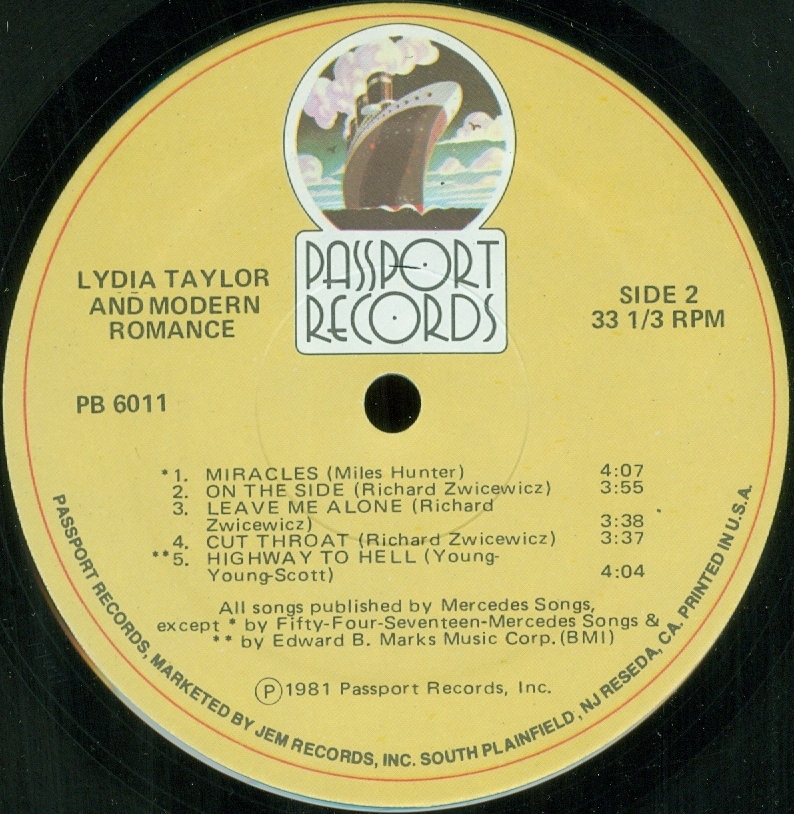 PASSPORT
RECORDS
LYDIA TAYLOR
AND MODERN
ROMANCE
SIDE 2
33 1/3 RPM
PB 6011
*1. MIRACLES (Miles Hunter) 4:07
2. ON THE SIDE (Richard Zwicewicz) 3:55
3. LEAVE ME ALONE (Richard
Zwicewicz) 3:38
4. CUT THROAT (Richard Zwicewicz) 3:37
**5. HIGHWAY TO HELL (Young-
Young-Scott) 4:04
All songs published by Mercedes Songs,
except * by Fifty-Four-Seventeen-Mercedes Songs &
** by Edward B. Marks Music Corp. (BMI)
Ⓟ1981 Passport Records, Inc.
PASSPORT RECORDS, MARKETED BY JEM RECORDS, INC. SOUTH PLAINFIELD, NJ RESEDA, CA. PRINTED IN U.S.A.